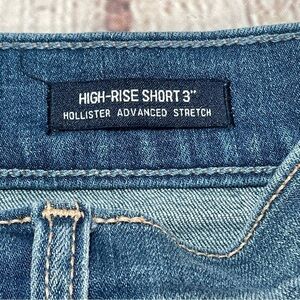 HIGH-RISE SHORT 3"
HOLLISTER ADVANCED STRETCH